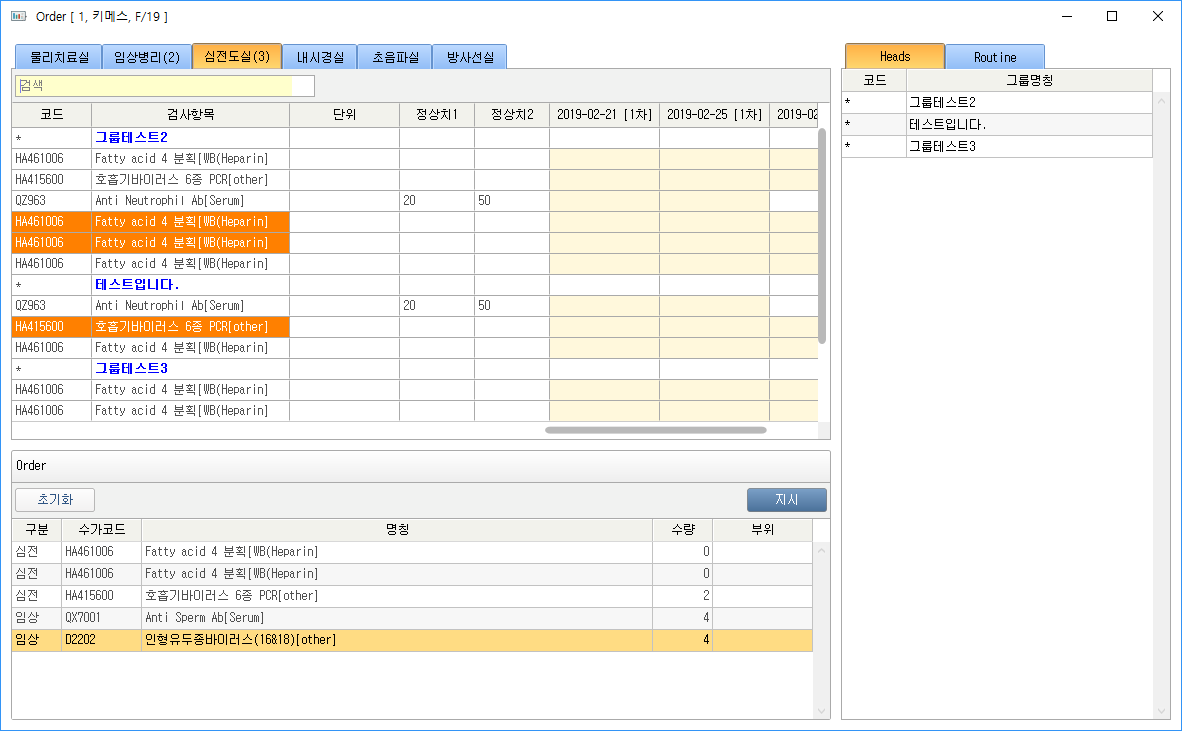 Order [ 1, 키메스, F/19 ]
물리치료실 임상병리(2) 심전도실(3) 내시경실 초음파실 방사선실
검색
코드 검사항목 단위 정상치1 정상치2 2019-02-21 [1차] 2019-02-25 [1차] 2019-02
* 그룹테스트2
HA461006 Fatty acid 4 분획[WB(Heparin]
HA415600 호흡기바이러스 6종 PCR[other]
QZ963 Anti Neutrophil Ab[Serum] 20 50
HA461006 Fatty acid 4 분획[WB(Heparin]
HA461006 Fatty acid 4 분획[WB(Heparin]
HA461006 Fatty acid 4 분획[WB(Heparin]
* 테스트입니다.
QZ963 Anti Neutrophil Ab[Serum] 20 50
HA415600 호흡기바이러스 6종 PCR[other]
HA461006 Fatty acid 4 분획[WB(Heparin]
* 그룹테스트3
HA461006 Fatty acid 4 분획[WB(Heparin]
HA461006 Fatty acid 4 분획[WB(Heparin]
Order
초기화 지시
구분 수가코드 명칭 수량 부위
심전 HA461006 Fatty acid 4 분획[WB(Heparin] 0
심전 HA461006 Fatty acid 4 분획[WB(Heparin] 0
심전 HA415600 호흡기바이러스 6종 PCR[other] 2
임상 QX7001 Anti Sperm Ab[Serum] 4
임상 D2202 인형유두종바이러스(16&18)[other] 4
Heads Routine
코드 그룹명칭
* 그룹테스트2
* 테스트입니다.
* 그룹테스트3